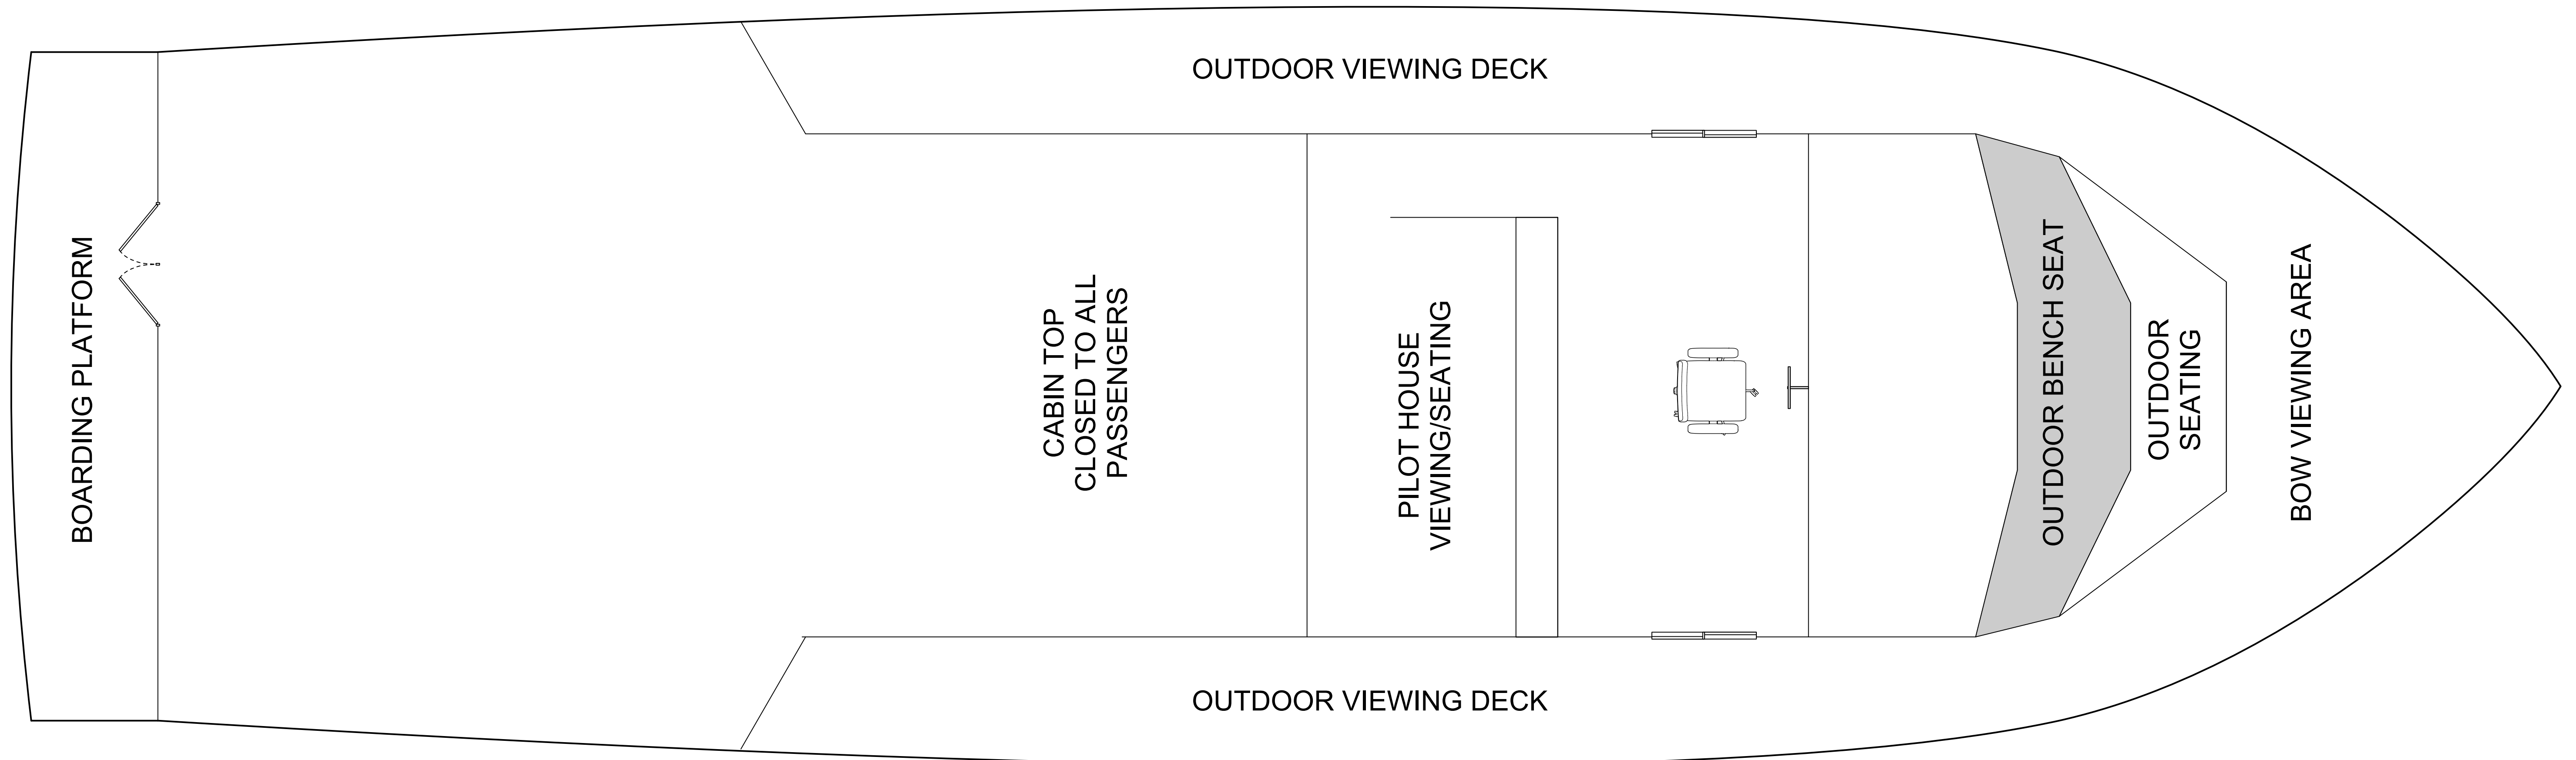 OUTDOOR VIEWING DECK
BOARDING PLATFORM
CABIN TOP
CLOSED TO ALL
PASSENGERS
PILOT HOUSE
VIEWING/SEATING
OUTDOOR BENCH SEAT
OUTDOOR
SEATING
BOW VIEWING AREA
OUTDOOR VIEWING DECK